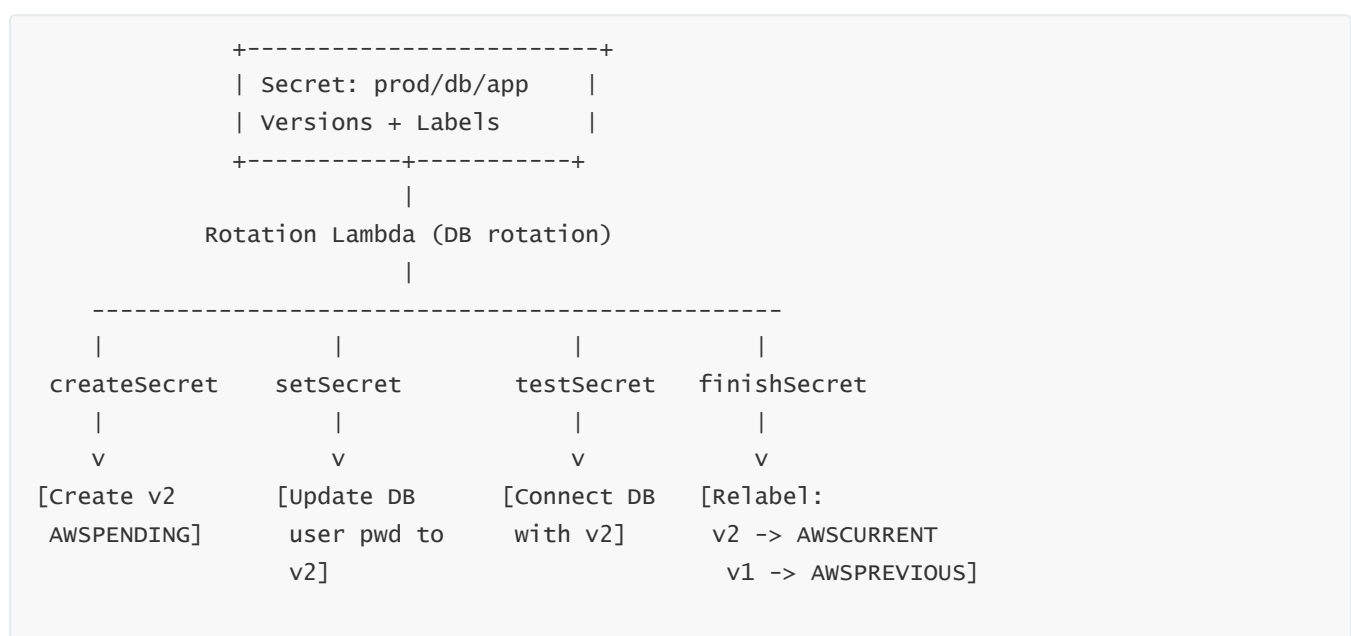 +-------------------------+
| Secret: prod/db/app    |
| Versions + Labels      |
+-----------+-----------+
|
Rotation Lambda (DB rotation)
|
-------------------------------------------------
| | | |
createSecret setSecret testSecret finishSecret
| | | |
v v v v
[Create v2 [Update DB [Connect DB [Relabel:
AWSPENDING] user pwd to with v2] v2 -> AWSCURRENT
v2] v1 -> AWSPREVIOUS]